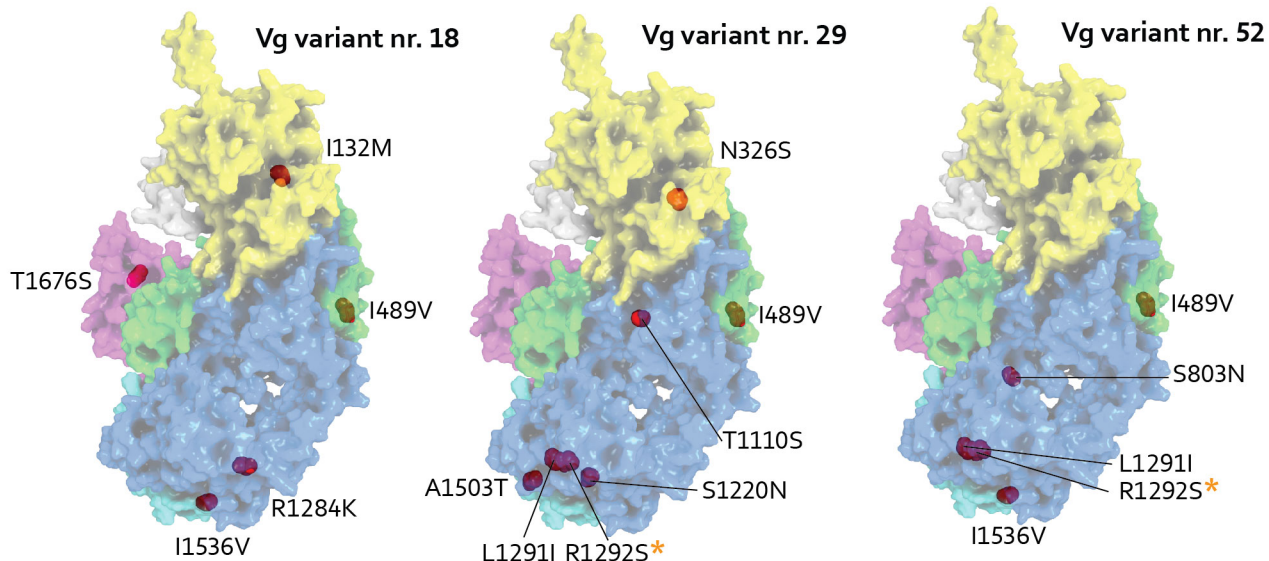 Vg variant nr. 18
I132M
T1676S
I489V
R1284K
I1536V
Vg variant nr. 29
N326S
I489V
T1110S
A1503T
S1220N
L1291I R1292S*
Vg variant nr. 52
I489V
S803N
L1291I
R1292S*
I1536V